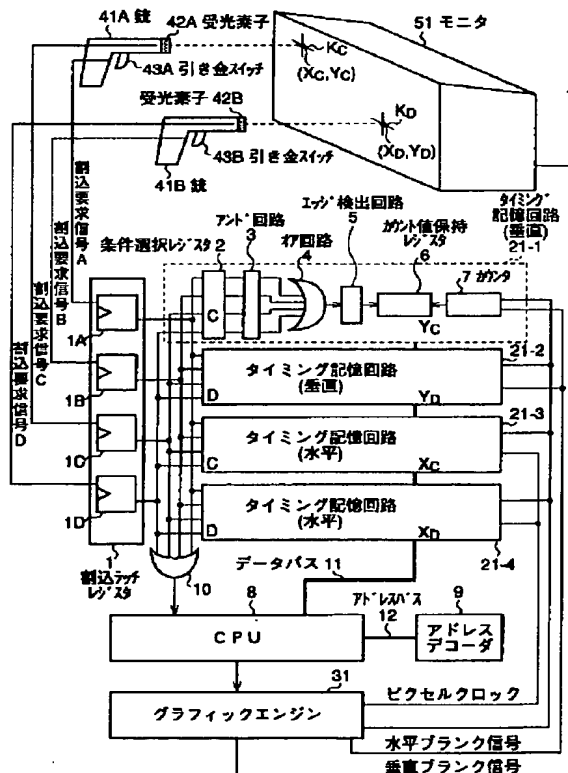 41A 銃
42A 受光素子
51 モニタ
43A 引き金スイッチ
KC
(XC,YC)
受光素子 42B
KD
(XD,YD)
43B 引き金スイッチ
41B 銃
割込要求信号A
割込要求信号B
割込要求信号C
割込要求信号D
条件選択レジスタ 2
アンド回路
3
オア回路
4
エッジ検出回路
5
カウント値保持
レジスタ
6
タイミング
記憶回路
(垂直)
21-1
7 カウンタ
C
YC
1A
1B
1C
1D
タイミング記憶回路
(垂直)
D
YD
21-2
タイミング記憶回路
(水平)
C
XC
21-3
タイミング記憶回路
(水平)
D
XD
21-4
1
割込ラッチ
レジスタ
10
データバス 11
8
CPU
アドレスバス
12
9
アドレス
デコーダ
31
グラフィックエンジン
ピクセルクロック
水平ブランク信号
垂直ブランク信号